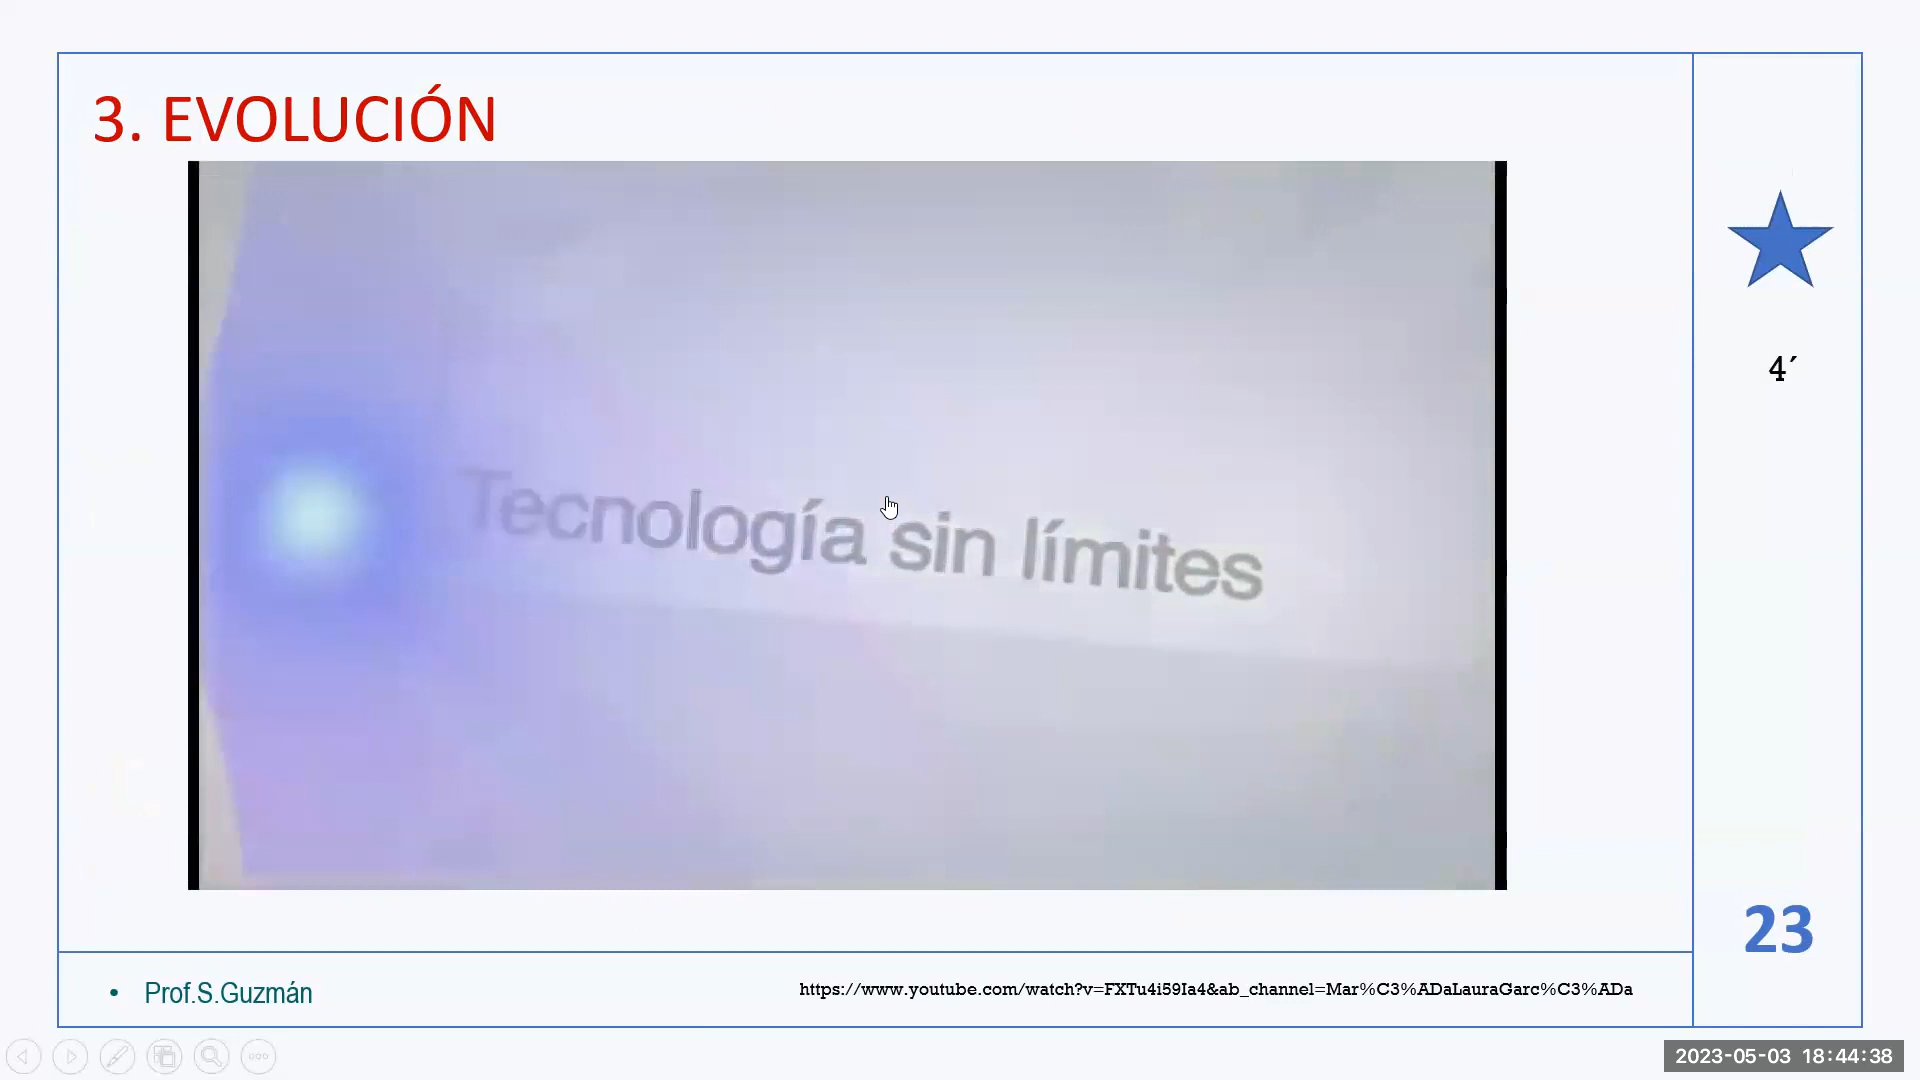 3. EVOLUCIÓN
Tecnología sin límites
4´
23
• Prof.S.Guzmán
https://www.youtube.com/watch?v=FXTu4i59Ia4&ab_channel=Mar%C3%ADaLauraGarc%C3%ADa
2023-05-03 18:44:38